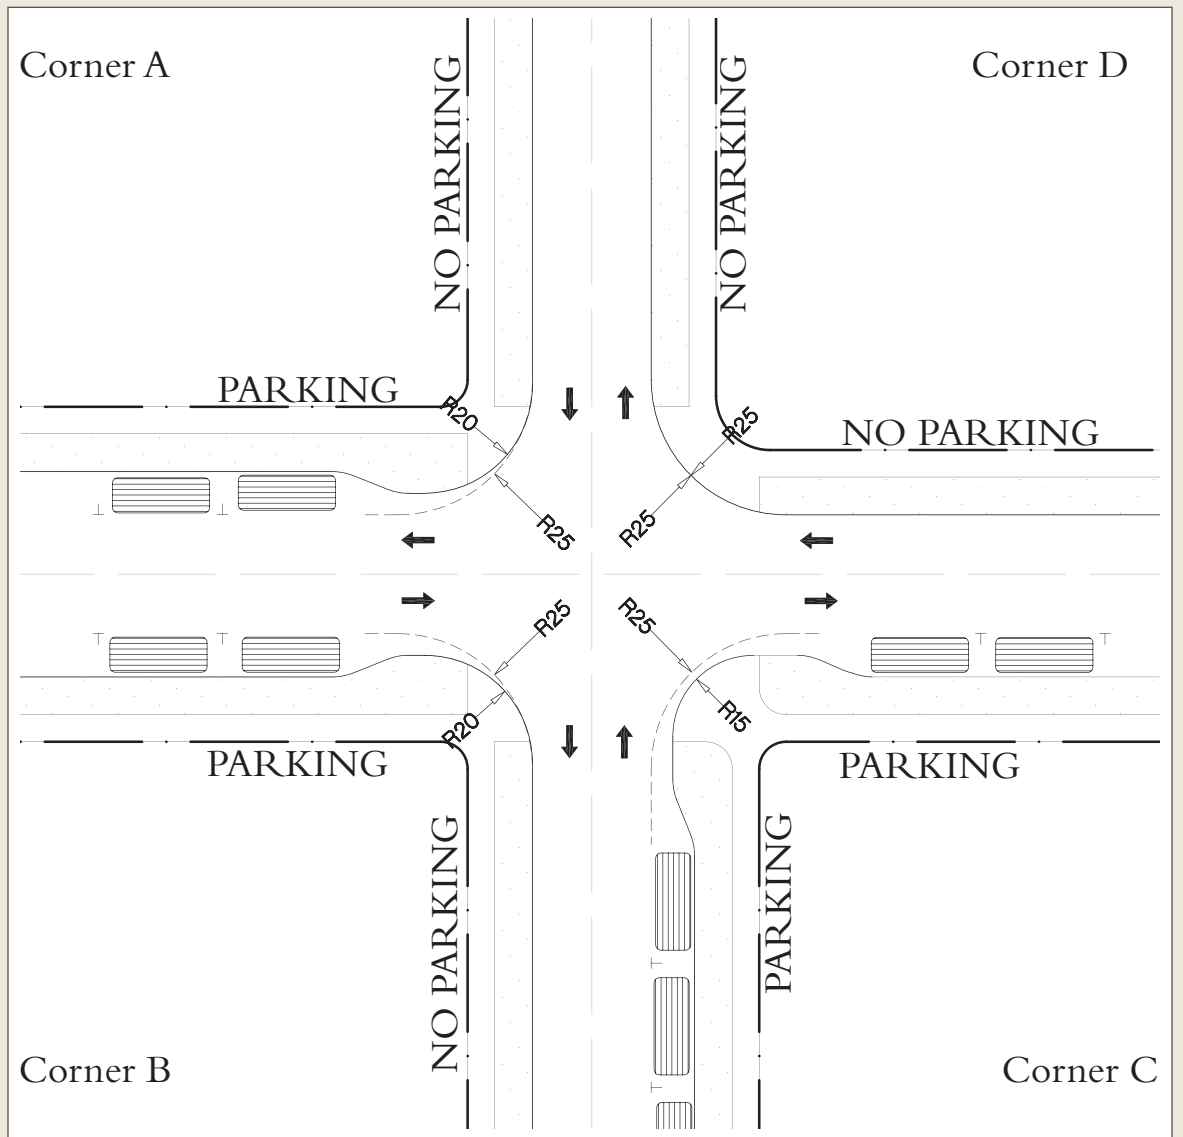 Corner A
Corner D
NO PARKING
NO PARKING
PARKING
R20
R25
NO PARKING
R25
R25
R25
R25
R20
R15
PARKING
PARKING
NO PARKING
PARKING
Corner B
Corner C